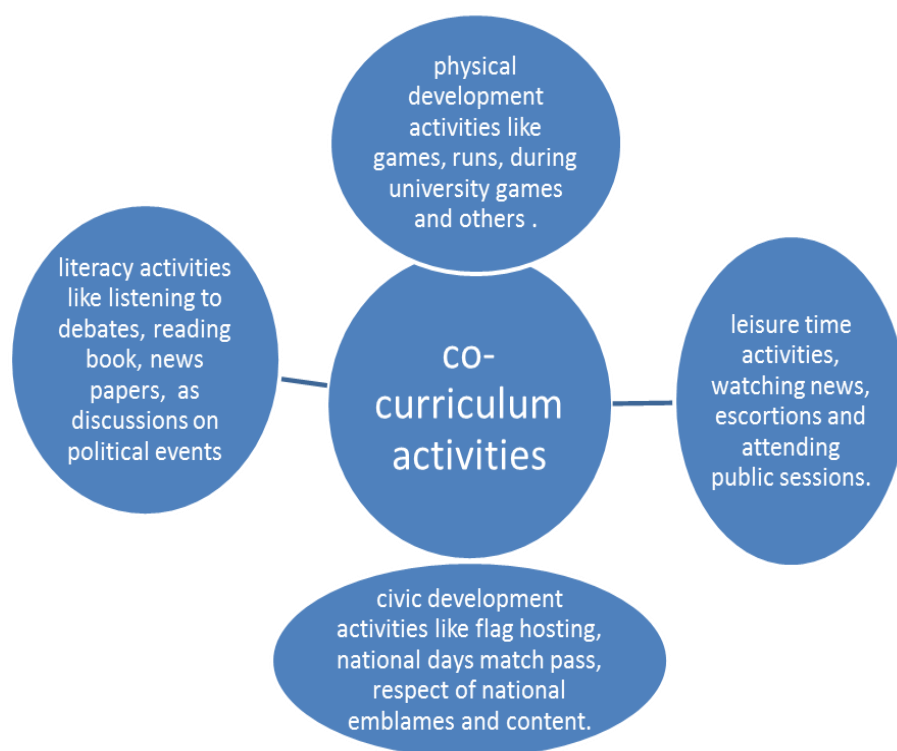 physical
development
activities like
games, runs, during
university games
and others .
literacy activities
like listening to
debates, reading
book, news
papers,  as
discussions on
political events
co-
curriculum
activities
leisure time
activities,
watching news,
escortions and
attending
public sessions.
civic development
activities like flag hosting,
national days match pass,
respect of national
emblames and content.